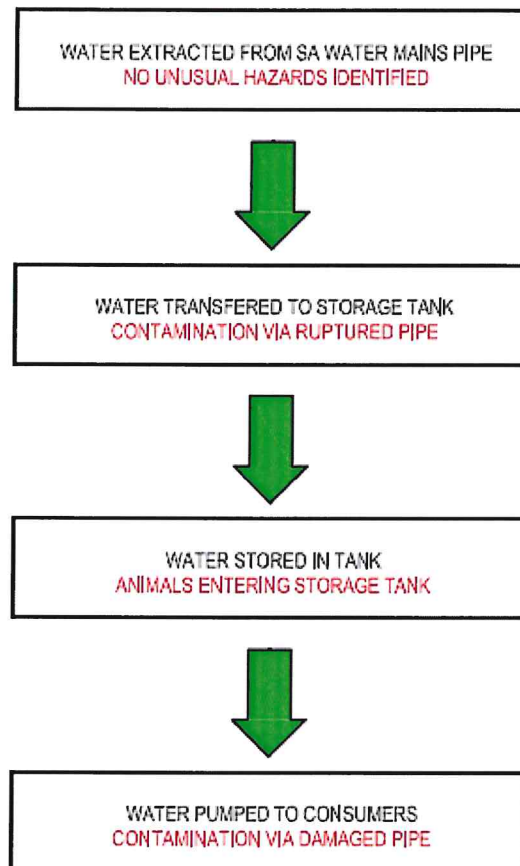 WATER EXTRACTED FROM SA WATER MAINS PIPE
NO UNUSUAL HAZARDS IDENTIFIED
WATER TRANSFERED TO STORAGE TANK
CONTAMINATION VIA RUPTURED PIPE
WATER STORED IN TANK
ANIMALS ENTERING STORAGE TANK
WATER PUMPED TO CONSUMERS
CONTAMINATION VIA DAMAGED PIPE